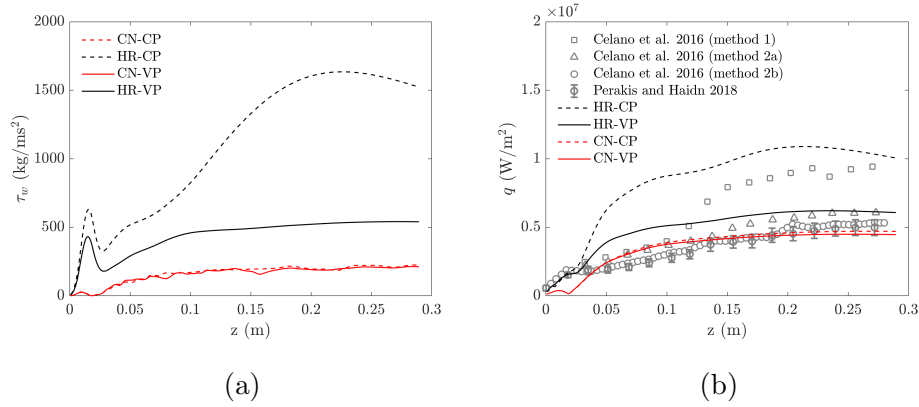 2000
1500
1000
500
0
τw (kg/ms²)
CN-CP
HR-CP
CN-VP
HR-VP
0 0.05 0.1 0.15 0.2 0.25 0.3
z (m)
(a)
×10⁷
2
1.5
1
0.5
0
q (W/m²)
Celano et al. 2016 (method 1)
Celano et al. 2016 (method 2a)
Celano et al. 2016 (method 2b)
Perakis and Haidn 2018
HR-CP
HR-VP
CN-CP
CN-VP
0 0.05 0.1 0.15 0.2 0.25 0.3
z (m)
(b)